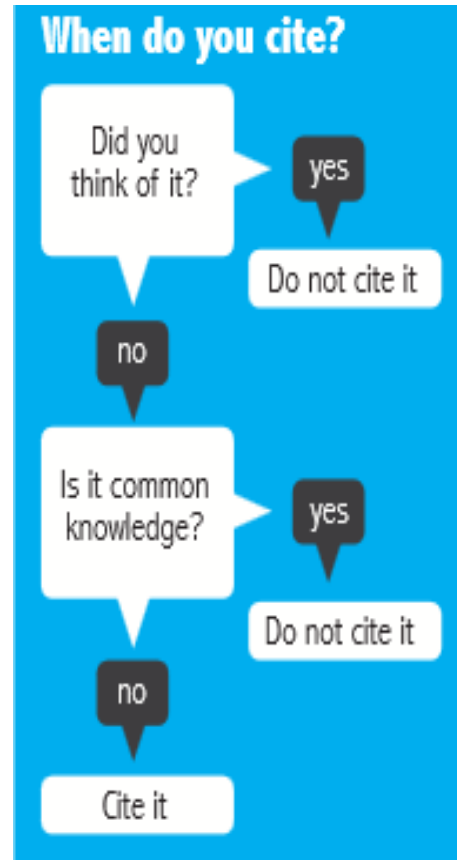 When do you cite?
Did you
think of it?
yes
Do not cite it
no
Is it common
knowledge?
yes
Do not cite it
no
Cite it